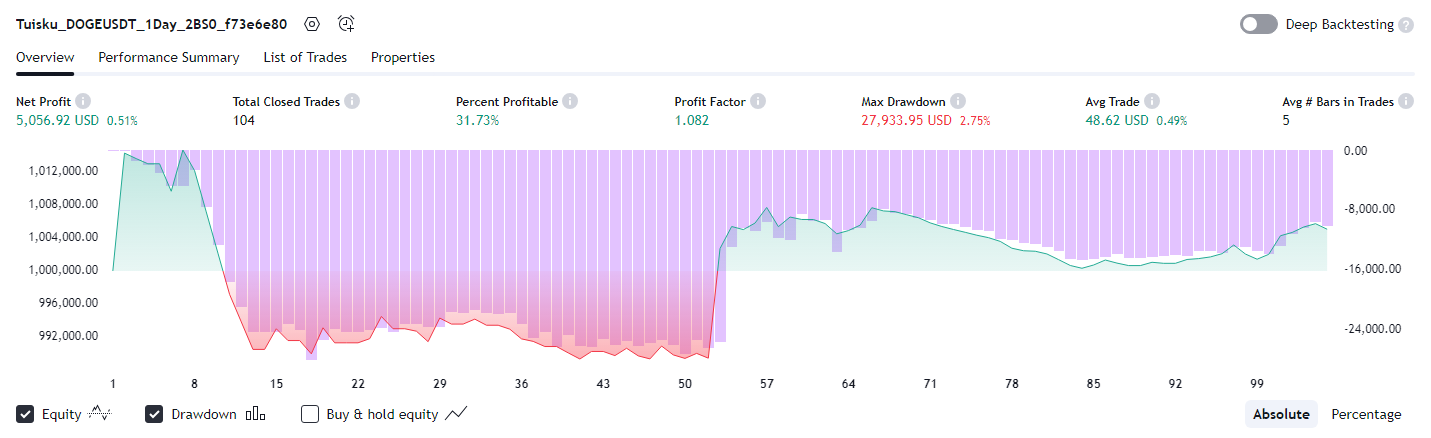 Tuisku_DOGEUSDT_1Day_2BS0_f73e6e80 Deep Backtesting ?
Overview Performance Summary List of Trades Properties
Net Profit Total Closed Trades Percent Profitable Profit Factor Max Drawdown Avg Trade Avg # Bars in Trades
5,056.92 USD 0.51% 104 31.73% 1.082 27,933.95 USD 2.75% 48.62 USD 0.49% 5
0.00
1,012,000.00
1,008,000.00 -8,000.00
1,004,000.00
1,000,000.00 -16,000.00
996,000.00
992,000.00 -24,000.00
1 8 15 22 29 36 43 50 57 64 71 78 85 92 99
Equity Drawdown Buy & hold equity Absolute Percentage